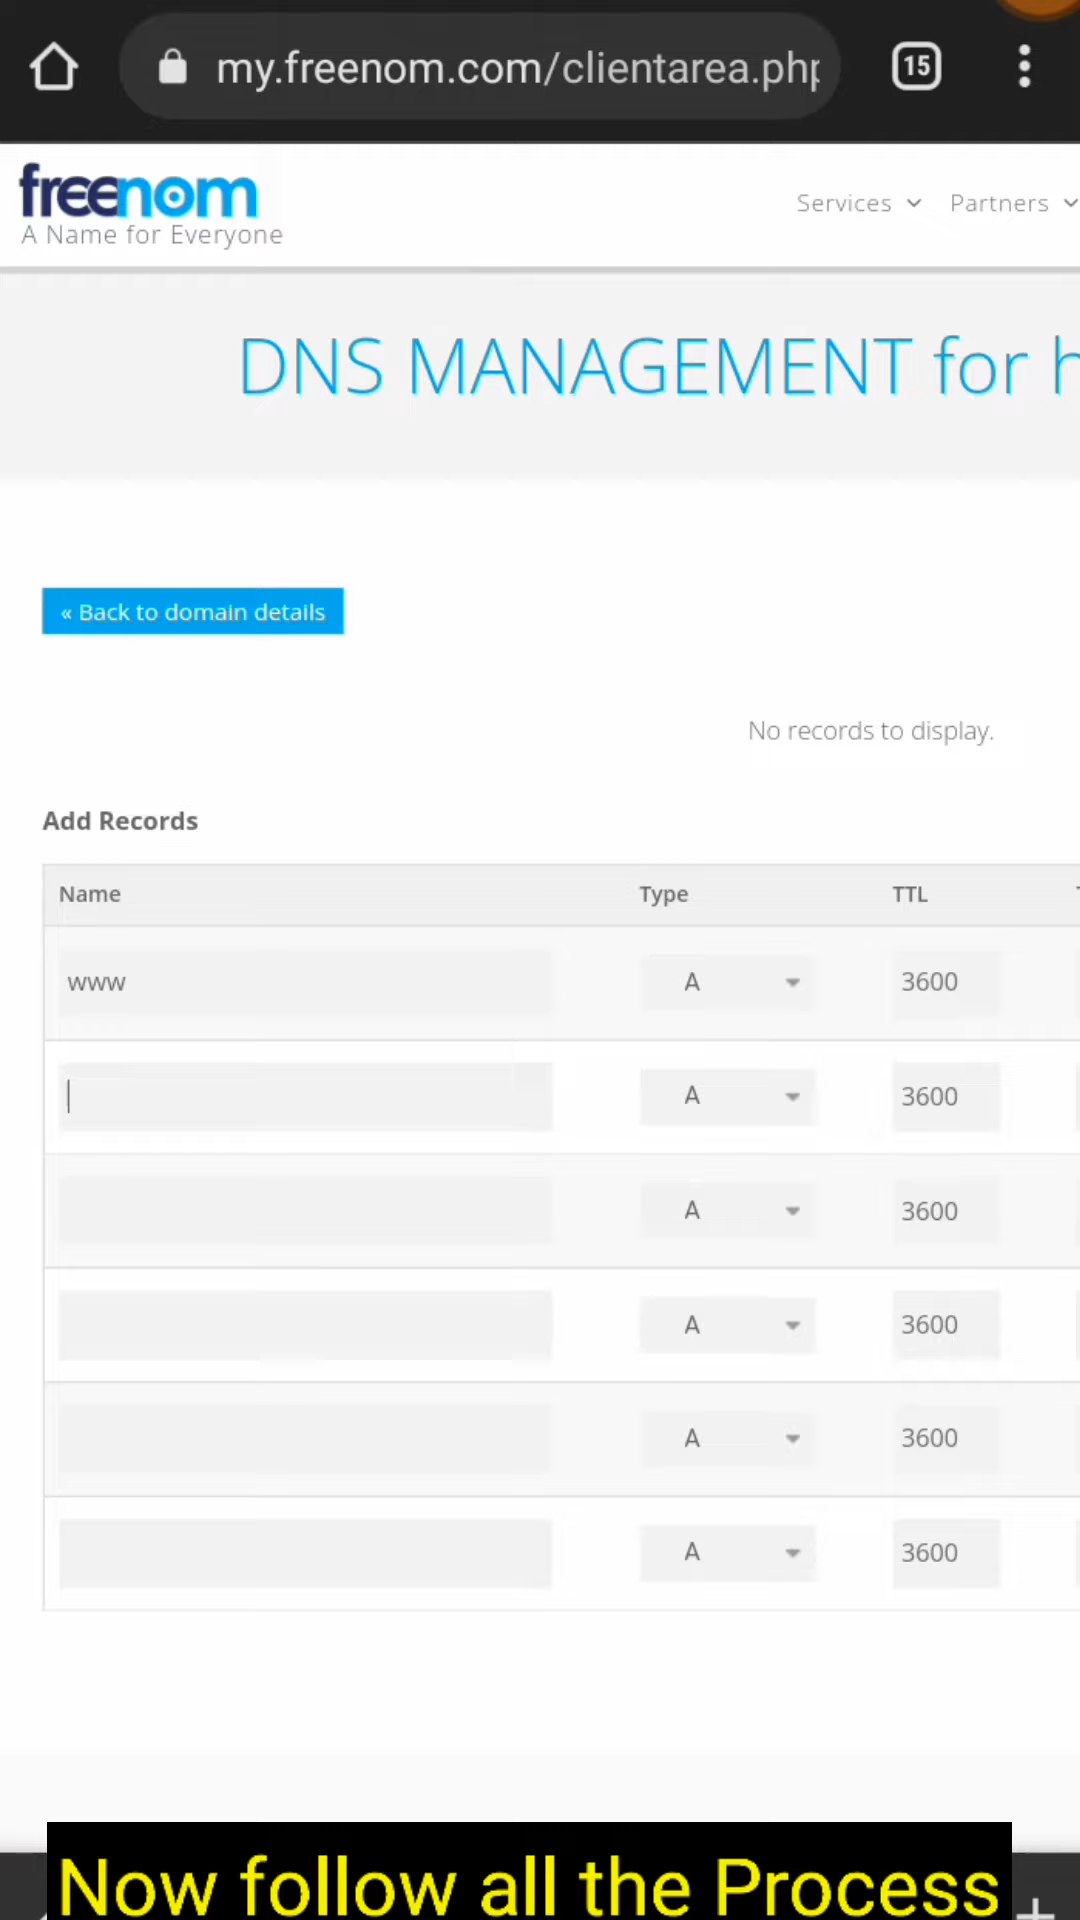 my.freenom.com/clientarea.php
15
freenom
A Name for Everyone
Services
Partners
DNS MANAGEMENT for h
« Back to domain details
No records to display.
Add Records
Name Type TTL
www A 3600
A 3600
A 3600
A 3600
A 3600
A 3600
Now follow all the Process